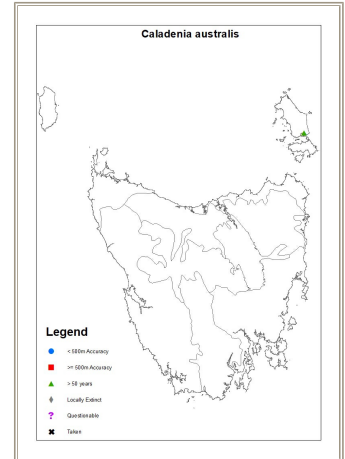 Caladenia australis
Legend
< 500m Accuracy
>= 500m Accuracy
> 50 years
Locally Extinct
? Questionable
Taken